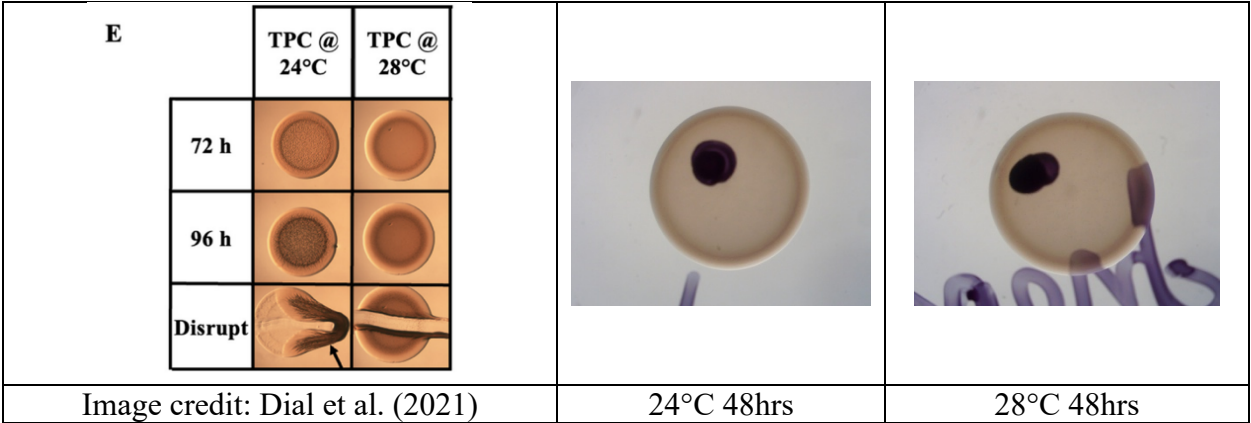 E
TPC @
24°C
TPC @
28°C
72 h
96 h
Disrupt
Image credit: Dial et al. (2021)
24°C 48hrs
28°C 48hrs